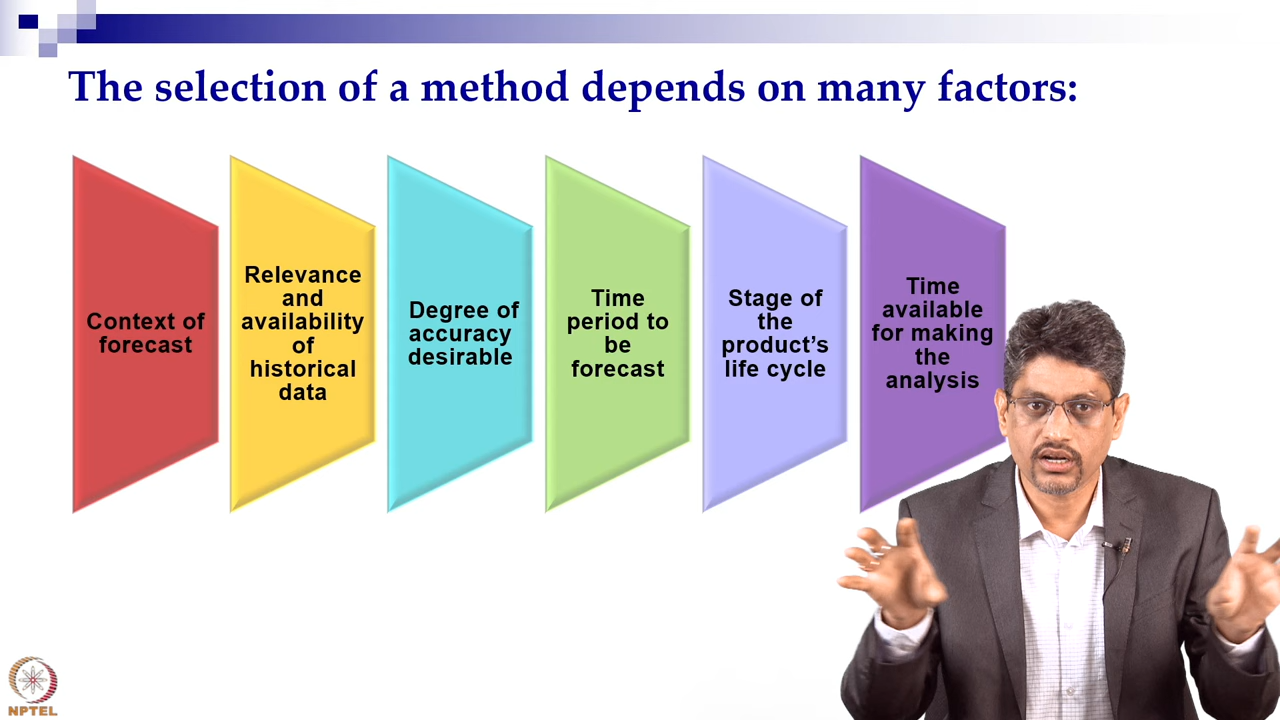 The selection of a method depends on many factors:
Context of
forecast
Relevance
and
availability
of
historical
data
Degree of
accuracy
desirable
Time
period to
be
forecast
Stage of
the
product’s
life cycle
Time
available
for making
the
analysis
NPTEL